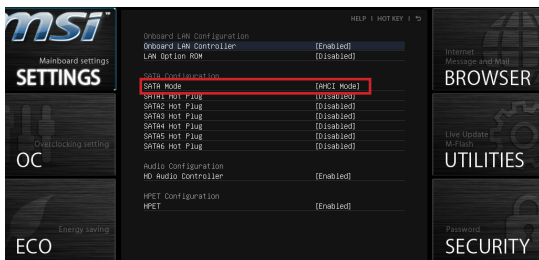 msi
Mainboard settings
SETTINGS
Overclocking setting
OC
Energy saving
ECO
HELP | HOT KEY |
Onboard LAN Configuration
Onboard LAN Controller [Enabled]
LAN Option ROM [Disabled]
SATA Configuration
SATA Mode [AHCI Mode]
SATA1 Hot Plug [Disabled]
SATA2 Hot Plug [Disabled]
SATA3 Hot Plug [Disabled]
SATA4 Hot Plug [Disabled]
SATA5 Hot Plug [Disabled]
SATA6 Hot Plug [Disabled]
Audio Configuration
HD Audio Controller [Enabled]
HPET Configuration
HPET [Enabled]
Internet
Message and Mail
BROWSER
Live Update
M-Flash
UTILITIES
Password
SECURITY